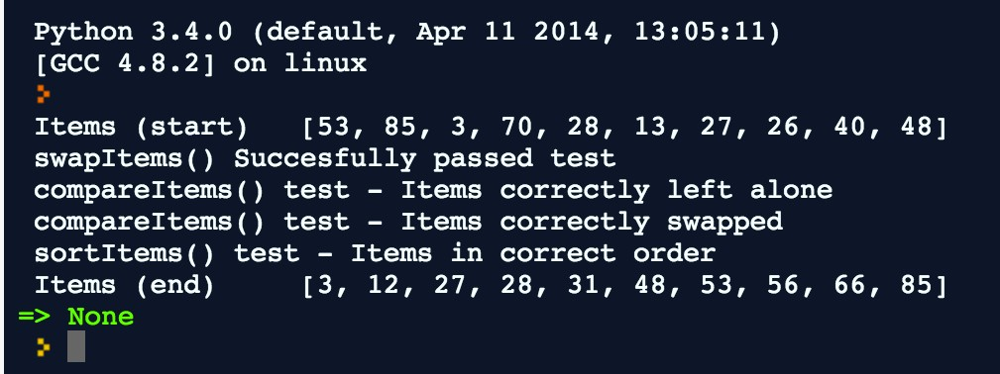 Python 3.4.0 (default, Apr 11 2014, 13:05:11)
[GCC 4.8.2] on linux
Items (start)   [53, 85, 3, 70, 28, 13, 27, 26, 40, 48]
swapItems() Succesfully passed test
compareItems() test - Items correctly left alone
compareItems() test - Items correctly swapped
sortItems() test - Items in correct order
Items (end)     [3, 12, 27, 28, 31, 48, 53, 56, 66, 85]
=> None